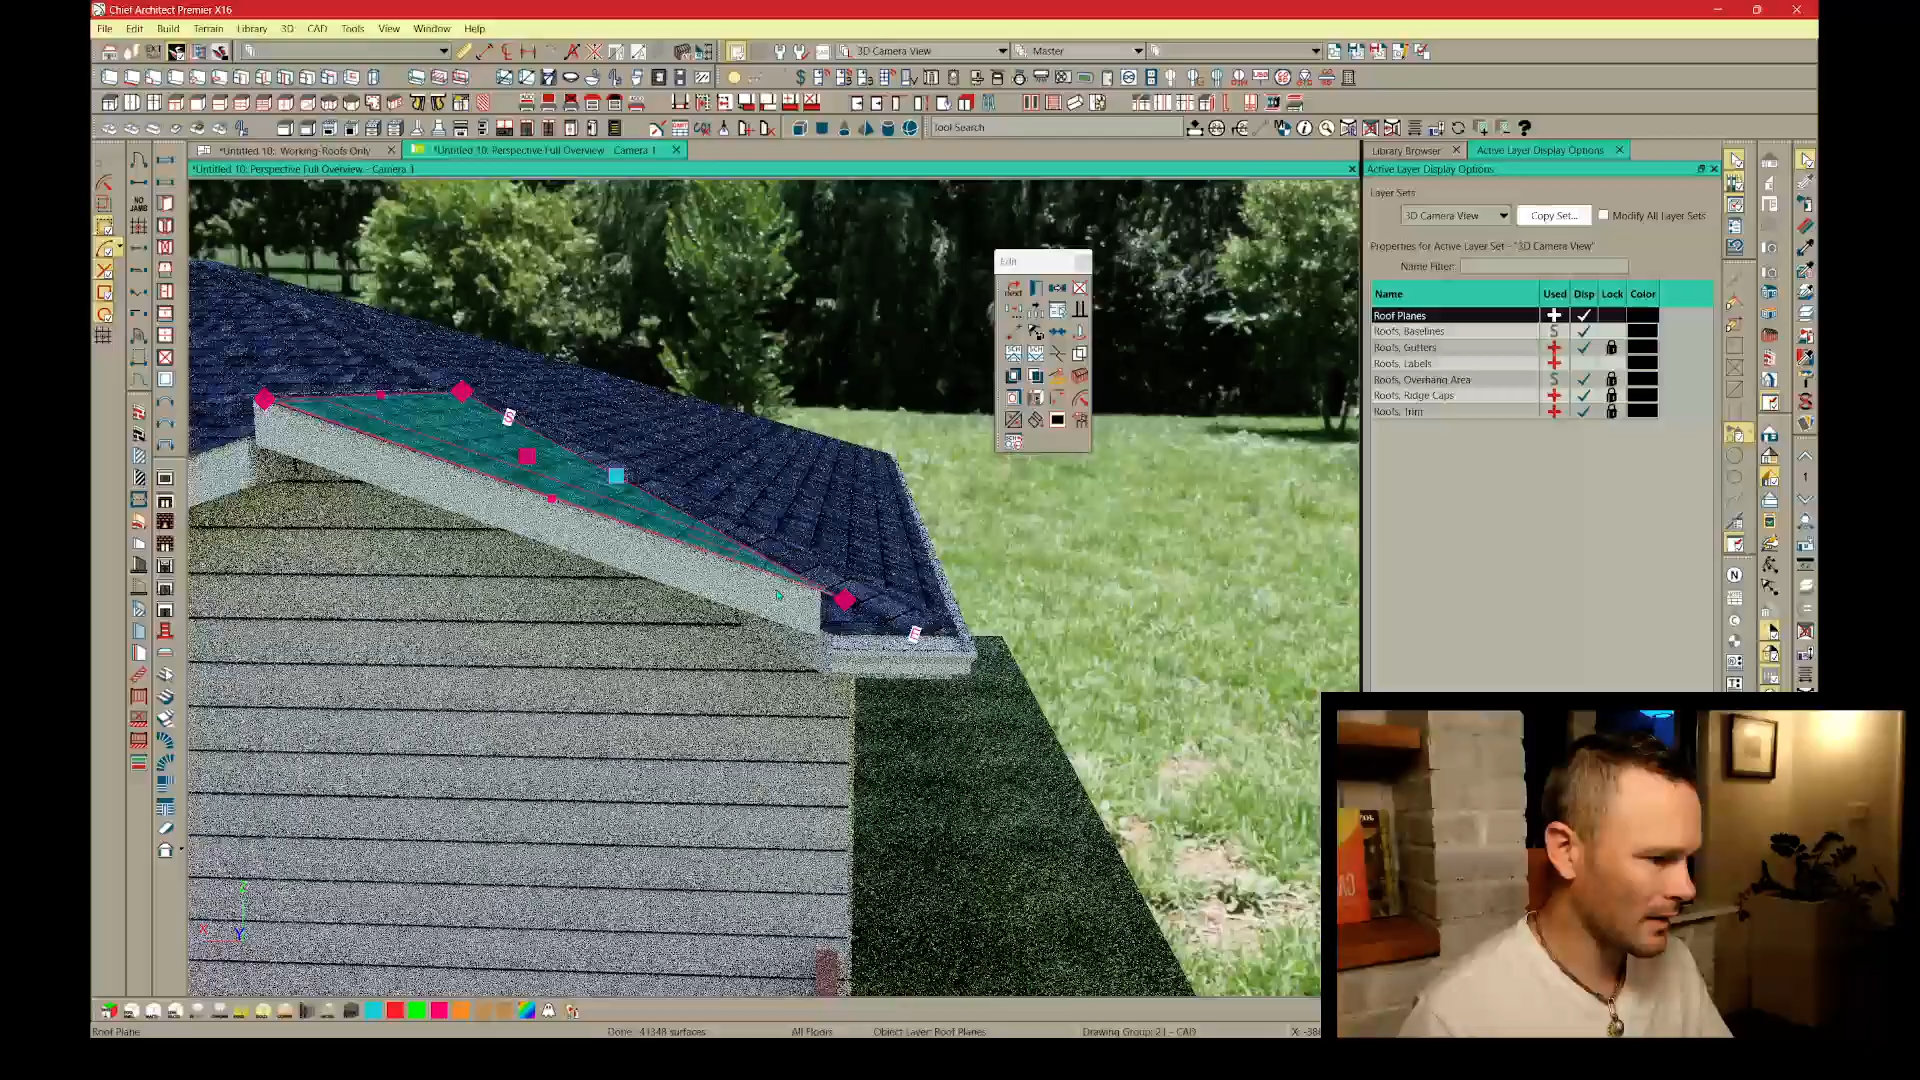 Chief Architect Premier X16
File Edit Build Terrain Library 3D CAD Tools View Window Help
3D Camera View Master
Tool Search
*Untitled 10: Working-Roofs Only *Untitled 10: Perspective Full Overview - Camera 1
Library Browser Active Layer Display Options
*Untitled 10: Perspective Full Overview - Camera 1
Active Layer Display Options
Layer Sets
3D Camera View Copy Set... Modify All Layer Sets
Properties for Active Layer Set - "3D Camera View"
Name Filter:
Name Used Disp Lock Color
Roof Planes
Roofs, Baselines S
Roofs, Gutters
Roofs, Labels
Roofs, Overhang Area S
Roofs, Ridge Caps
Roofs, Trim
Edit
next
NO JAMB
S
E
Z
X
Y
Roof Plane Done: 41348 surfaces All Floors Object Layer: Roof Planes Drawing Group: 21 - CAD